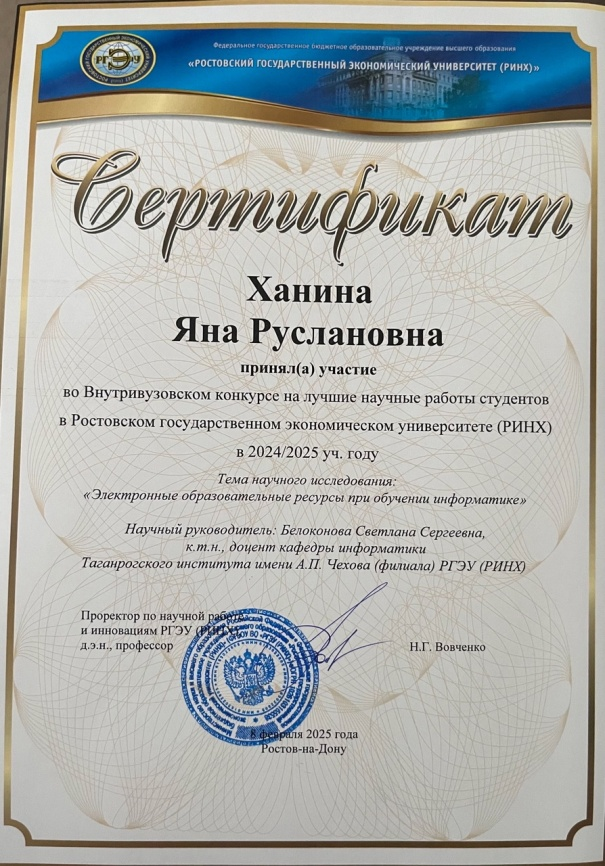 Федеральное государственное бюджетное образовательное учреждение высшего образования
«РОСТОВСКИЙ ГОСУДАРСТВЕННЫЙ ЭКОНОМИЧЕСКИЙ УНИВЕРСИТЕТ (РИНХ)»
РГЭУ
Сертификат
Ханина
Яна Руслановна
принял(а) участие
во Внутривузовском конкурсе на лучшие научные работы студентов
в Ростовском государственном экономическом университете (РИНХ)
в 2024/2025 уч. году
Тема научного исследования:
«Электронные образовательные ресурсы при обучении информатике»
Научный руководитель: Белоконова Светлана Сергеевна,
к.т.н., доцент кафедры информатики
Таганрогского института имени А.П. Чехова (филиала) РГЭУ (РИНХ)
Проректор по научной работе
и инновациям РГЭУ (РИНХ)
д.э.н., профессор
Н.Г. Вовченко
8 февраля 2025 года
Ростов-на-Дону